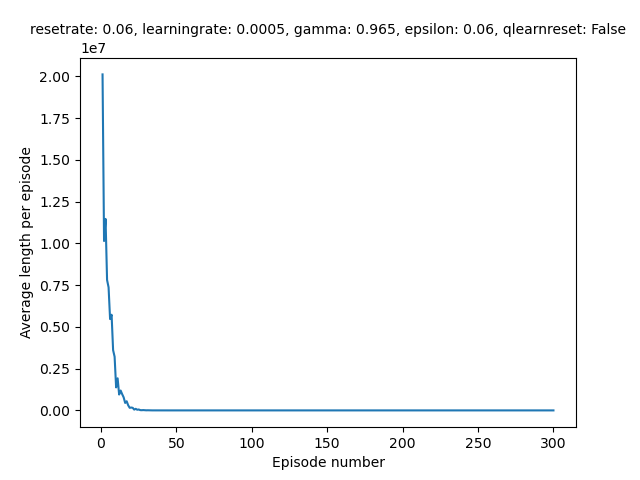 resetrate: 0.06, learningrate: 0.0005, gamma: 0.965, epsilon: 0.06, qlearnreset: False
1e7
2.00
1.75
1.50
1.25
1.00
0.75
0.50
0.25
0.00
Average length per episode
0 50 100 150 200 250 300
Episode number